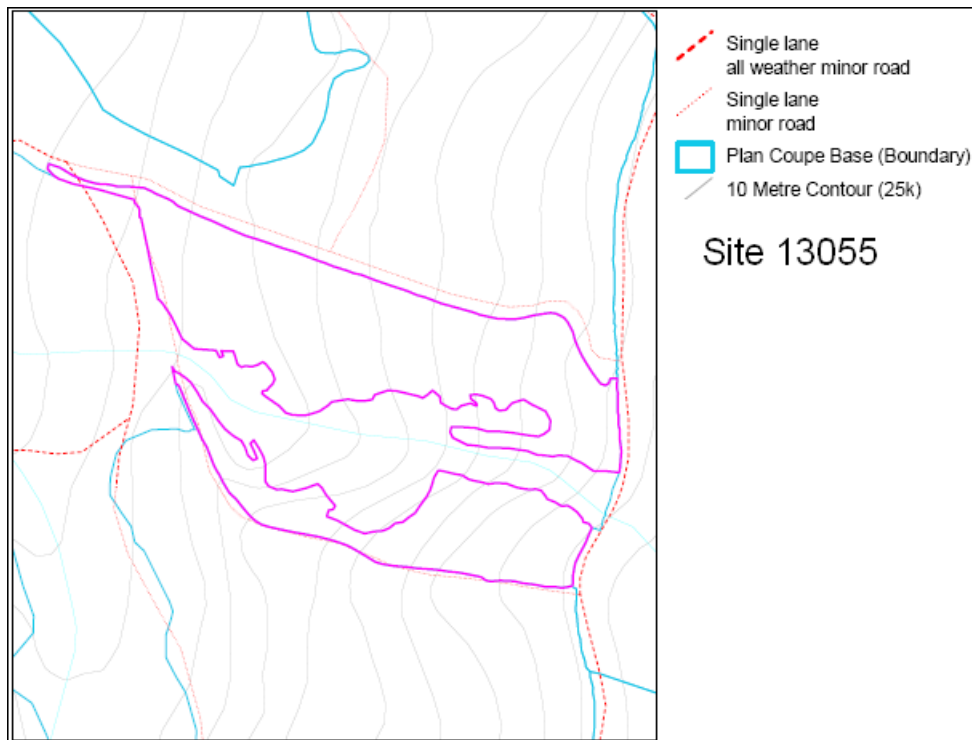 Single lane
all weather minor road
Single lane
minor road
Plan Coupe Base (Boundary)
10 Metre Contour (25k)
Site 13055